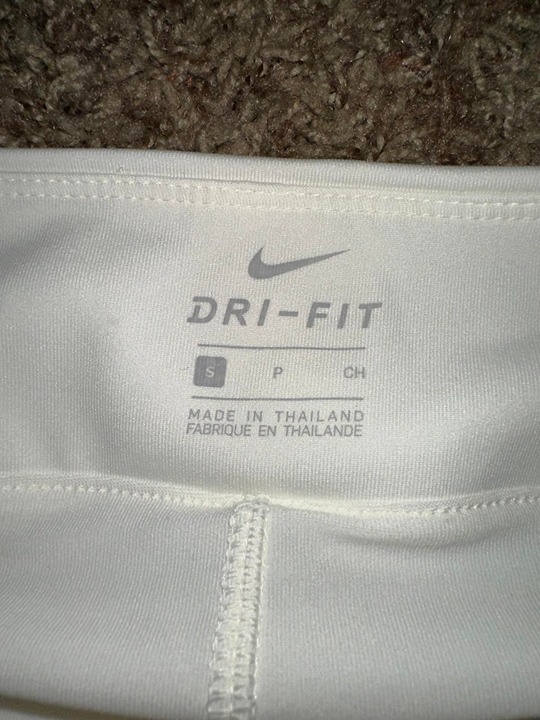 DRI-FIT
S P CH
MADE IN THAILAND
FABRIQUE EN THAILANDE